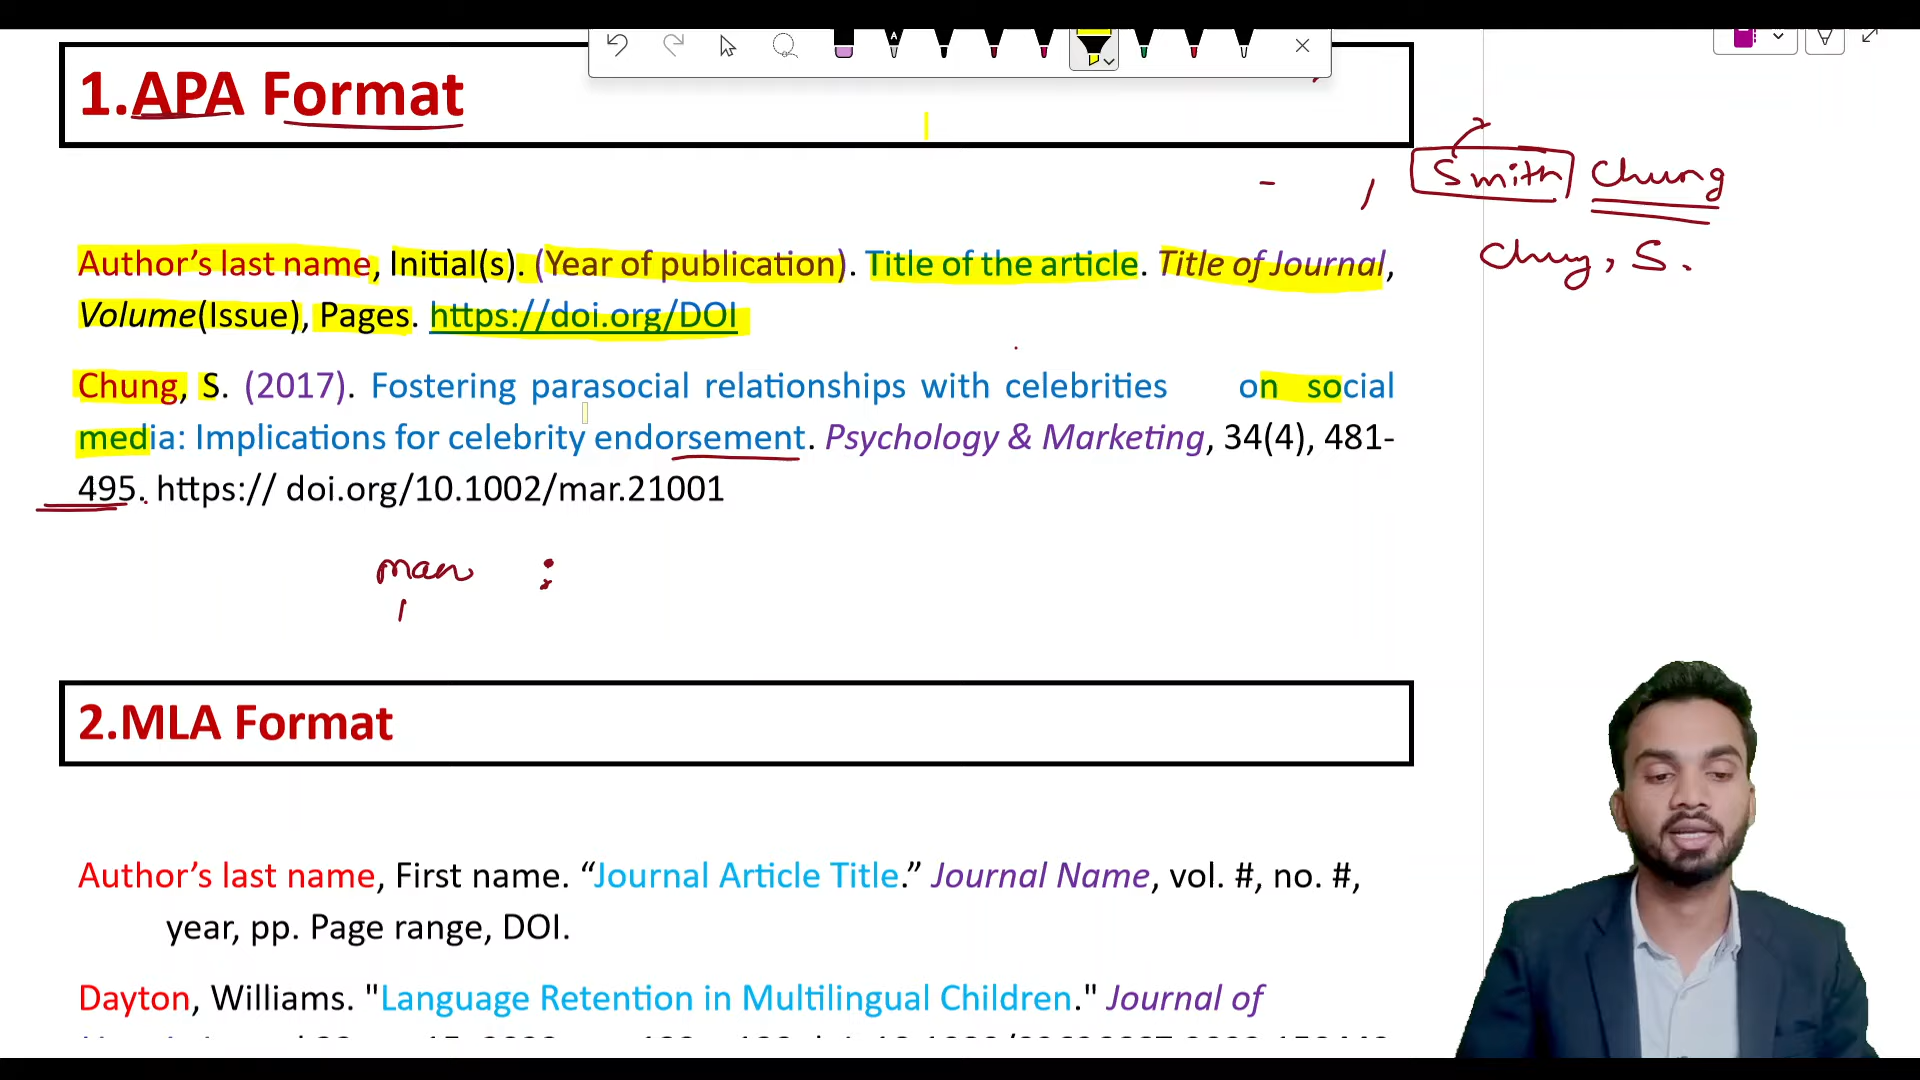 1.APA Format
Smith Chung
Author’s last name, Initial(s). (Year of publication). Title of the article. Title of Journal,
Chug, S.
Volume(Issue), Pages. https://doi.org/DOI
Chung, S. (2017). Fostering parasocial relationships with celebrities on social
media: Implications for celebrity endorsement. Psychology & Marketing, 34(4), 481-
495. https:// doi.org/10.1002/mar.21001
man :
2.MLA Format
Author’s last name, First name. “Journal Article Title.” Journal Name, vol. #, no. #,
year, pp. Page range, DOI.
Dayton, Williams. "Language Retention in Multilingual Children." Journal of